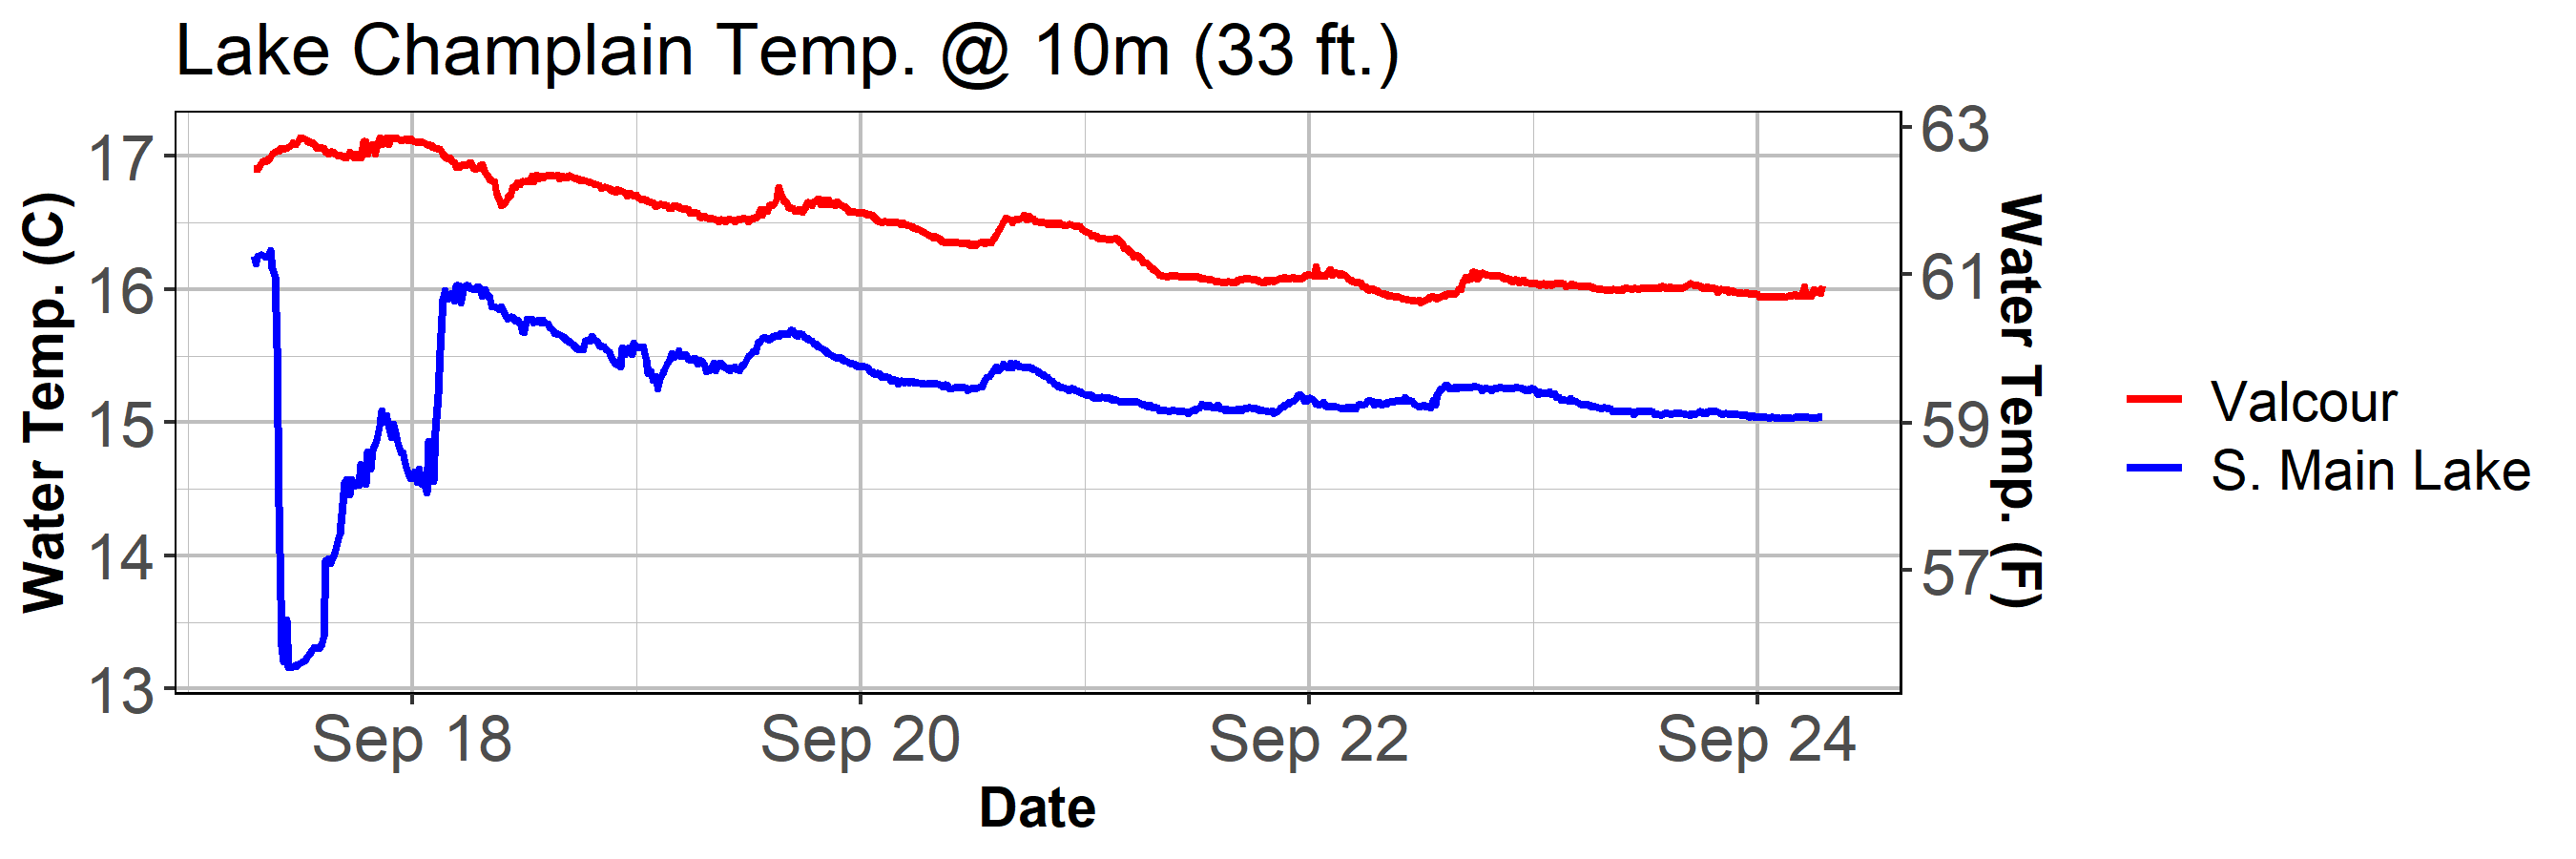 Lake Champlain Temp. @ 10m (33 ft.)
Water Temp. (C)
17
16
15
14
13
63
61
59
57
Water Temp. (F)
Sep 18
Sep 20
Sep 22
Sep 24
Date
Valcour
S. Main Lake